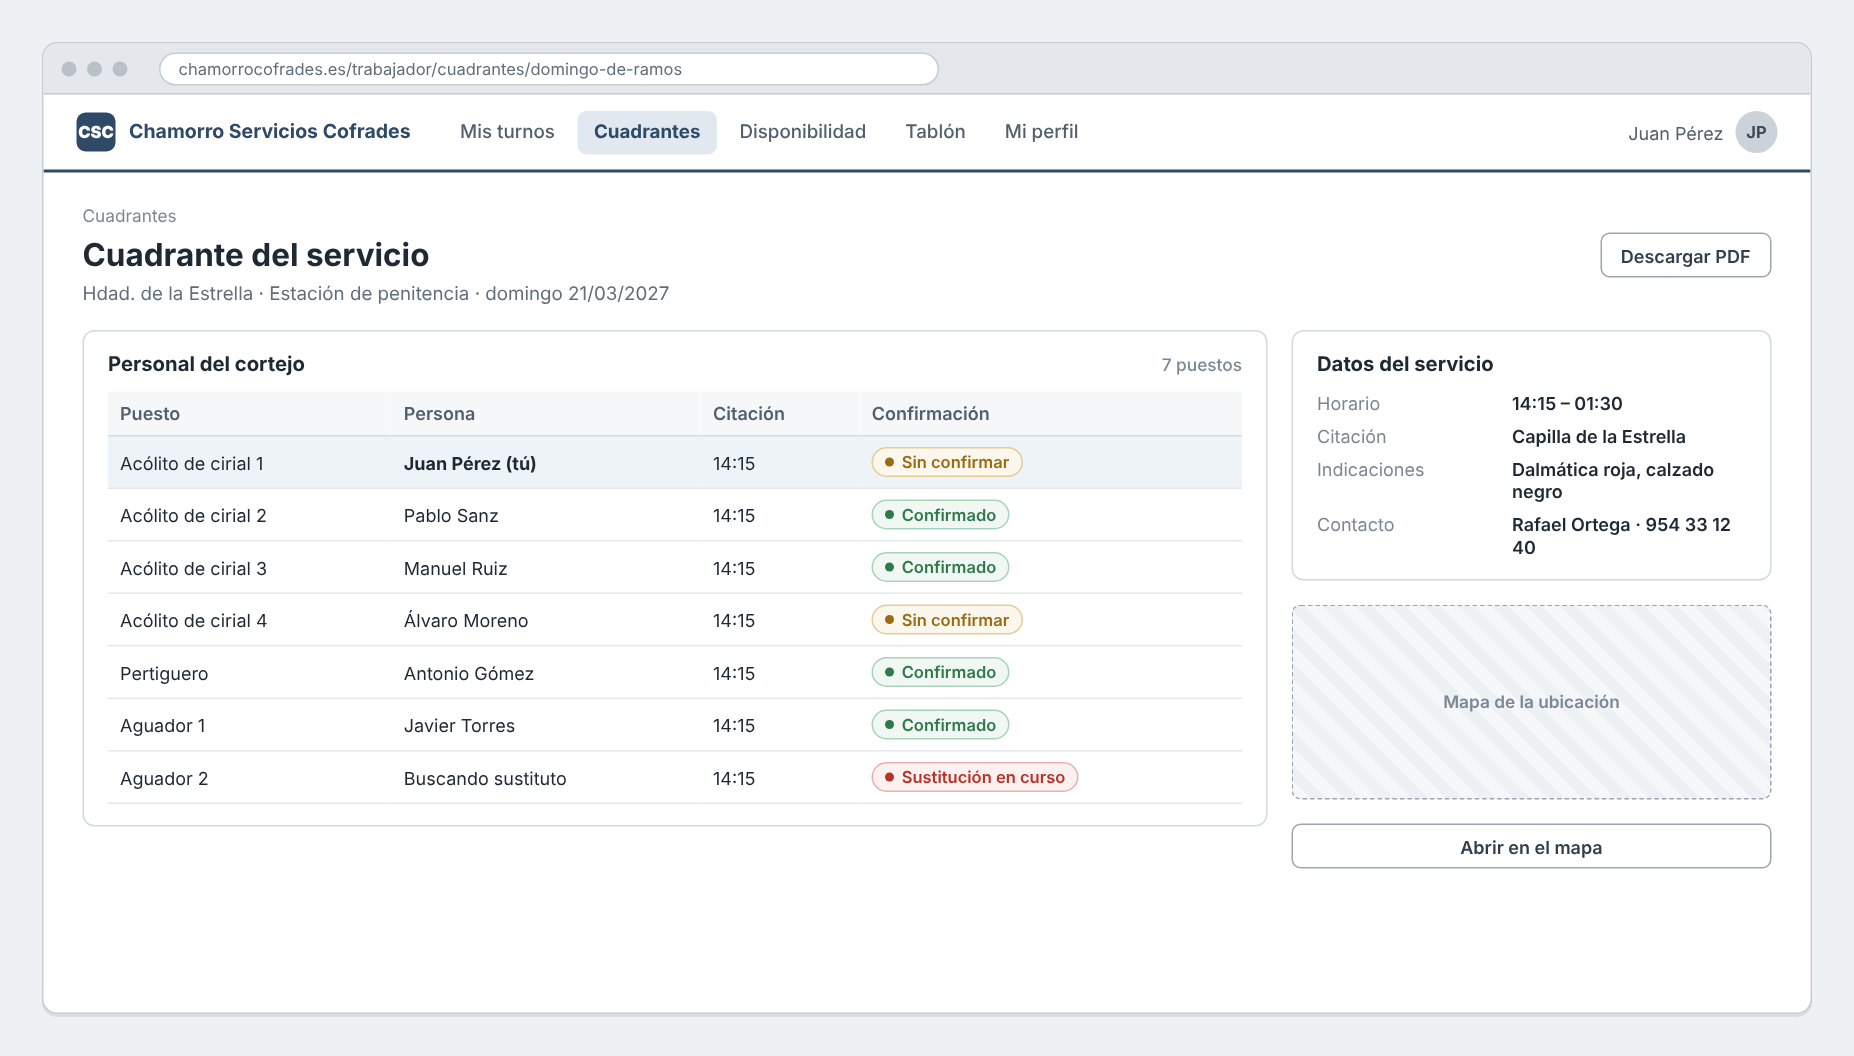 chamorrocofrades.es/trabajador/cuadrantes/domingo-de-ramos
CSC Chamorro Servicios Cofrades Mis turnos Cuadrantes Disponibilidad Tablón Mi perfil Juan Pérez JP
Cuadrantes
Cuadrante del servicio
Descargar PDF
Hdad. de la Estrella · Estación de penitencia · domingo 21/03/2027
Personal del cortejo 7 puestos
Puesto Persona Citación Confirmación
Acólito de cirial 1 Juan Pérez (tú) 14:15 Sin confirmar
Acólito de cirial 2 Pablo Sanz 14:15 Confirmado
Acólito de cirial 3 Manuel Ruiz 14:15 Confirmado
Acólito de cirial 4 Álvaro Moreno 14:15 Sin confirmar
Pertiguero Antonio Gómez 14:15 Confirmado
Aguador 1 Javier Torres 14:15 Confirmado
Aguador 2 Buscando sustituto 14:15 Sustitución en curso
Datos del servicio
Horario 14:15 – 01:30
Citación Capilla de la Estrella
Indicaciones Dalmática roja, calzado
negro
Contacto Rafael Ortega · 954 33 12
40
Mapa de la ubicación
Abrir en el mapa